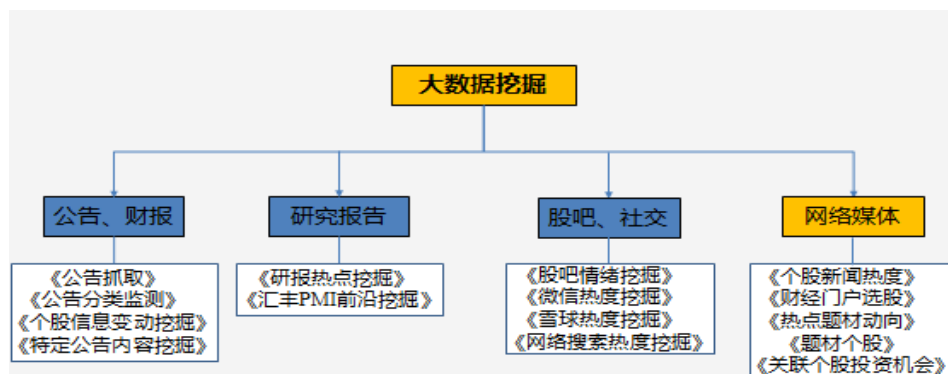 大数据挖掘
公告、财报
研究报告
股吧、社交
网络媒体
《公告抓取》
《公告分类监测》
《个股信息变动挖掘》
《特定公告内容挖掘》
《研报热点挖掘》
《汇丰PMI前沿挖掘》
《股吧情绪挖掘》
《微信热度挖掘》
《雪球热度挖掘》
《网络搜素热度挖掘》
《个股新闻热度》
《财经门户选股》
《热点题材动向》
《题材个股》
《关联个股投资机会》